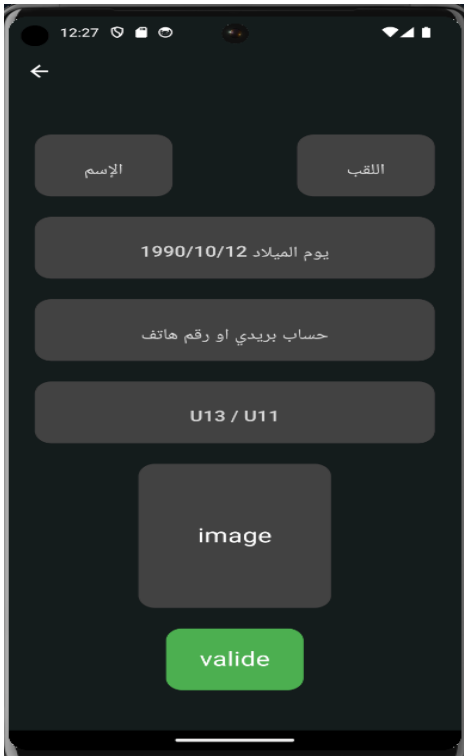 12:27
اللقب الإسم
يوم الميلاد 1990/10/12
حساب بريدي او رقم هاتف
U13 / U11
image
valide